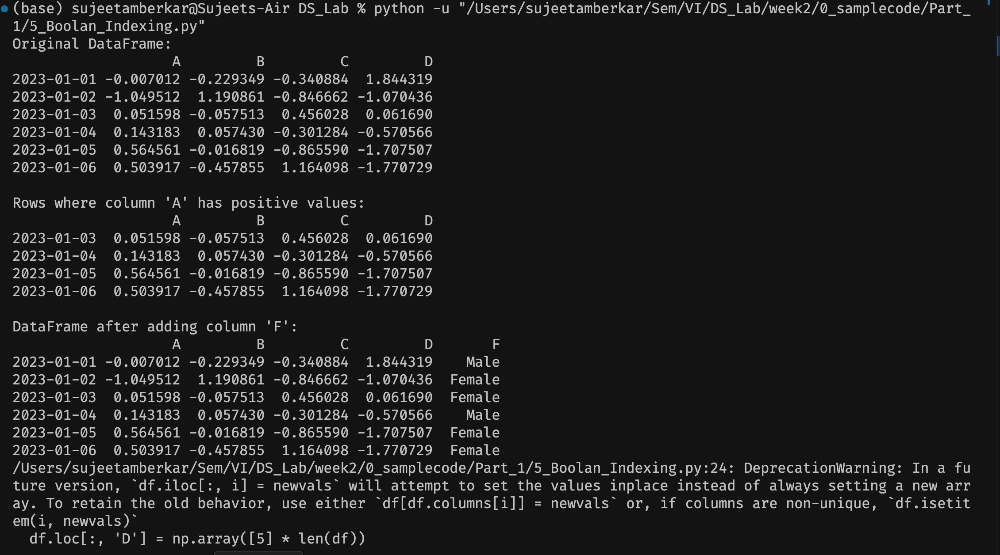 (base) sujeetamberkar@Sujeets-Air DS_Lab % python -u "/Users/sujeetamberkar/Sem/VI/DS_Lab/week2/0_samplecode/Part_
1/5_Boolan_Indexing.py"
Original DataFrame:
                   A         B         C         D
2023-01-01 -0.007012 -0.229349 -0.340884  1.844319
2023-01-02 -1.049512  1.190861 -0.846662 -1.070436
2023-01-03  0.051598 -0.057513  0.456028  0.061690
2023-01-04  0.143183  0.057430 -0.301284 -0.570566
2023-01-05  0.564561 -0.016819 -0.865590 -1.707507
2023-01-06  0.503917 -0.457855  1.164098 -1.770729

Rows where column 'A' has positive values:
                   A         B         C         D
2023-01-03  0.051598 -0.057513  0.456028  0.061690
2023-01-04  0.143183  0.057430 -0.301284 -0.570566
2023-01-05  0.564561 -0.016819 -0.865590 -1.707507
2023-01-06  0.503917 -0.457855  1.164098 -1.770729

DataFrame after adding column 'F':
                   A         B         C         D       F
2023-01-01 -0.007012 -0.229349 -0.340884  1.844319    Male
2023-01-02 -1.049512  1.190861 -0.846662 -1.070436  Female
2023-01-03  0.051598 -0.057513  0.456028  0.061690  Female
2023-01-04  0.143183  0.057430 -0.301284 -0.570566    Male
2023-01-05  0.564561 -0.016819 -0.865590 -1.707507  Female
2023-01-06  0.503917 -0.457855  1.164098 -1.770729  Female
/Users/sujeetamberkar/Sem/VI/DS_Lab/week2/0_samplecode/Part_1/5_Boolan_Indexing.py:24: DeprecationWarning: In a fu
ture version, `df.iloc[:, i] = newvals` will attempt to set the values inplace instead of always setting a new arr
ay. To retain the old behavior, use either `df[df.columns[i]] = newvals` or, if columns are non-unique, `df.isetit
em(i, newvals)`
  df.loc[:, 'D'] = np.array([5] * len(df))